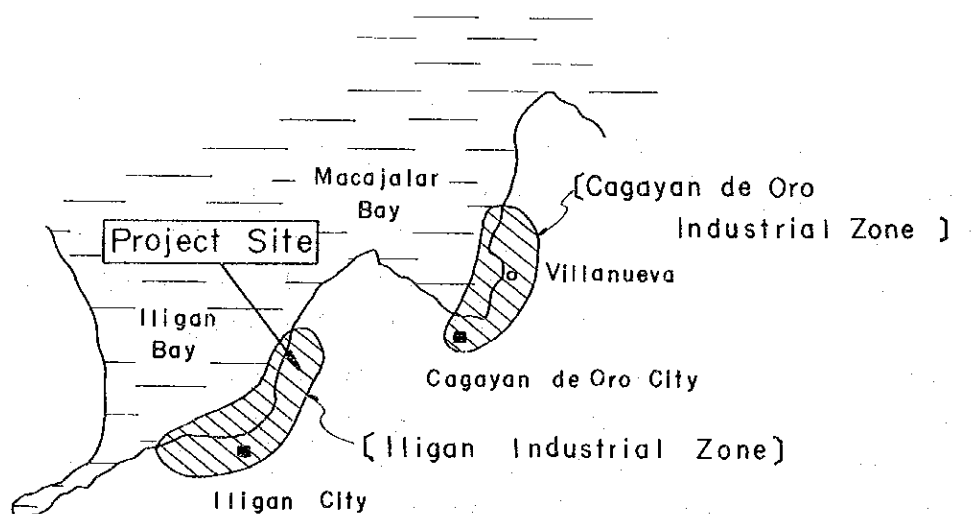 Macajalar
Bay
[Cagayan de Oro
Industrial Zone ]
Project Site
Villanueva
Iligan
Bay
Cagayan de Oro City
[Iligan Industrial Zone]
Iligan City